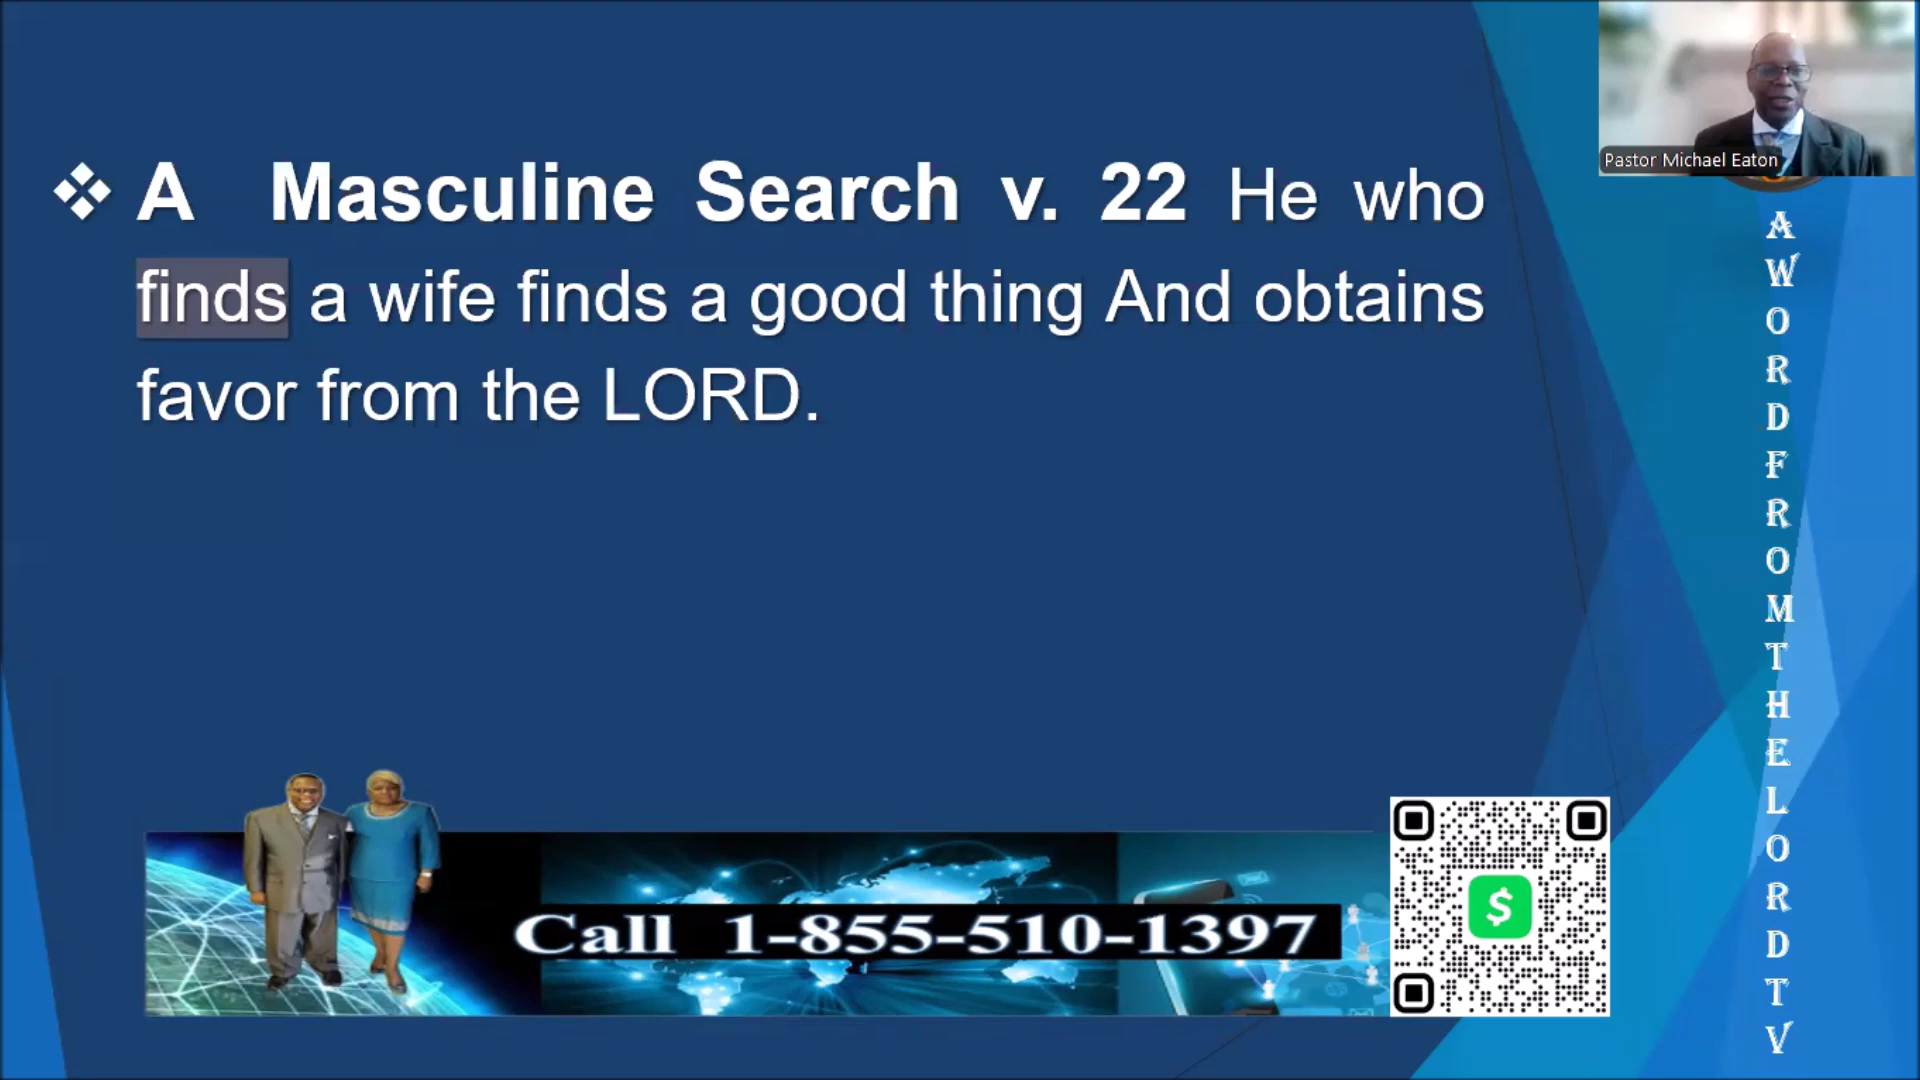 ❖ A Masculine Search v. 22 He who
finds a wife finds a good thing And obtains
favor from the LORD.
Pastor Michael Eaton
A
W
O
R
D
F
R
O
M
T
H
E
L
O
R
D
T
V
Call 1-855-510-1397
$